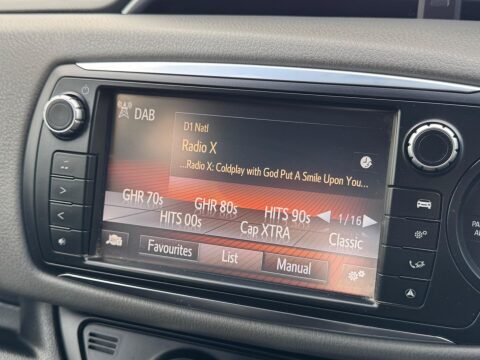 DAB
D1 Natl
Radio X
...Radio X: Coldplay with God Put A Smile Upon You...
GHR 70s GHR 80s HITS 90s 1/16
HITS 00s Cap XTRA Classic
Favourites List Manual